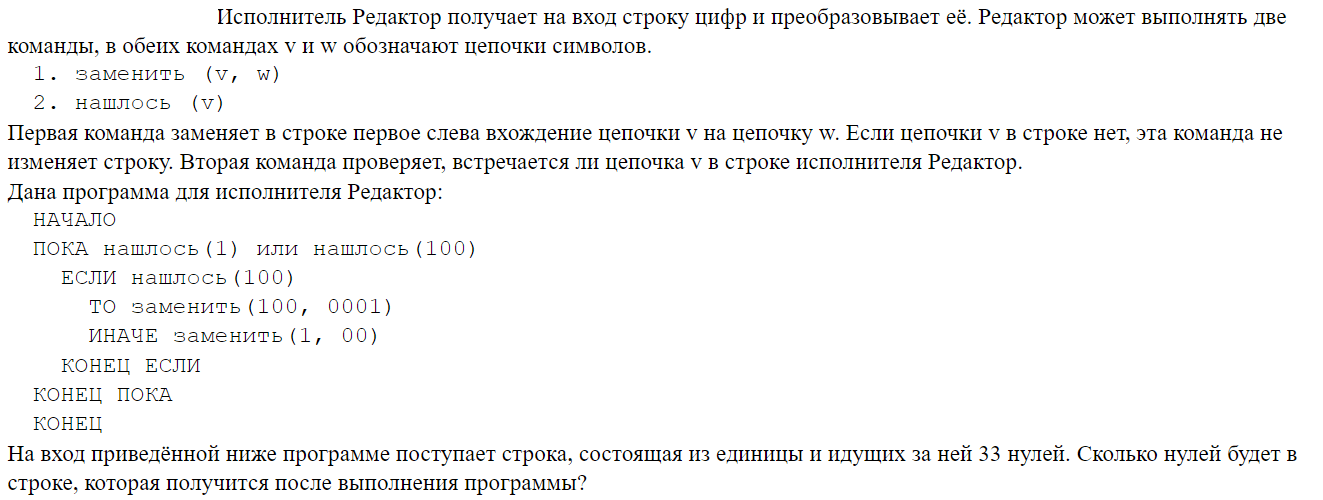 Исполнитель Редактор получает на вход строку цифр и преобразовывает её. Редактор может выполнять две
команды, в обеих командах v и w обозначают цепочки символов.
1. заменить (v, w)
2. нашлось (v)
Первая команда заменяет в строке первое слева вхождение цепочки v на цепочку w. Если цепочки v в строке нет, эта команда не
изменяет строку. Вторая команда проверяет, встречается ли цепочка v в строке исполнителя Редактор.
Дана программа для исполнителя Редактор:
НАЧАЛО
ПОКА нашлось(1) или нашлось(100)
ЕСЛИ нашлось(100)
ТО заменить(100, 0001)
ИНАЧЕ заменить(1, 00)
КОНЕЦ ЕСЛИ
КОНЕЦ ПОКА
КОНЕЦ
На вход приведённой ниже программе поступает строка, состоящая из единицы и идущих за ней 33 нулей. Сколько нулей будет в
строке, которая получится после выполнения программы?